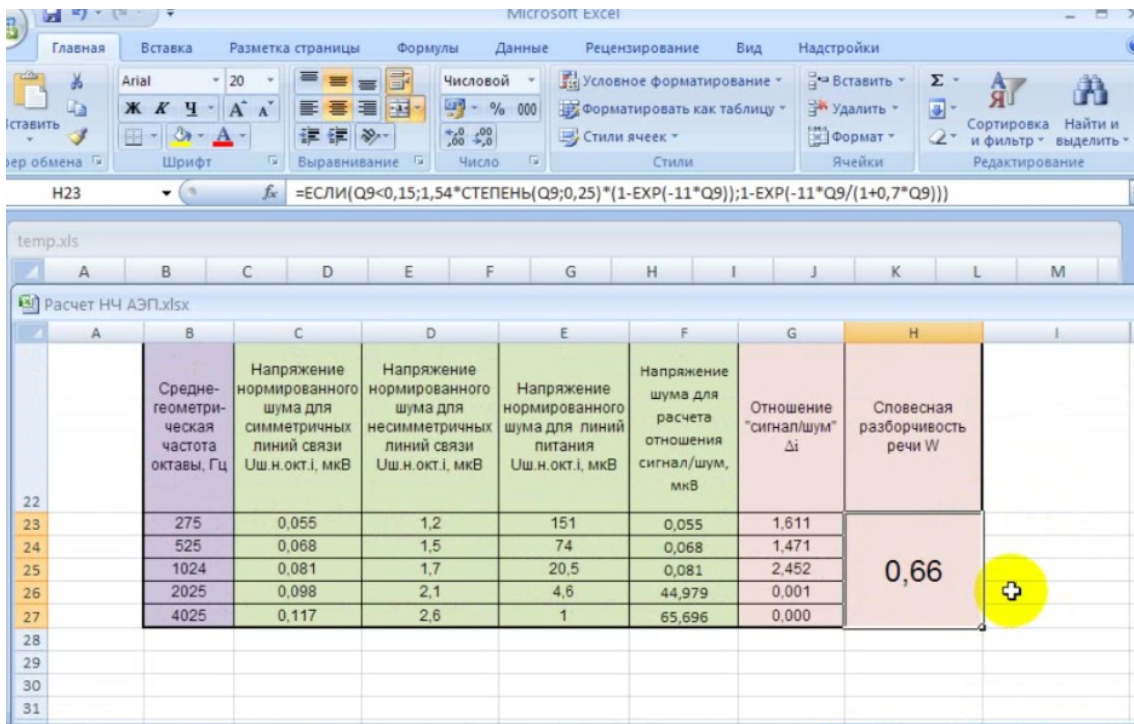 Microsoft Excel
Главная Вставка Разметка страницы Формулы Данные Рецензирование Вид Надстройки
Arial 20 Числовой Условное форматирование Вставить Σ
Ж К Ч % 000 Форматировать как таблицу Удалить
Стили ячеек Формат
Сортировка и фильтр Найти и выделить
Шрифт Выравнивание Число Стили Ячейки Редактирование
H23 fx =ЕСЛИ(Q9<0,15;1,54*СТЕПЕНЬ(Q9;0,25)*(1-EXP(-11*Q9));1-EXP(-11*Q9/(1+0,7*Q9)))
temp.xls
A B C D E F G H I J K L M
Расчет НЧ АЭП.xlsx
A B C D E F G H I
22
Средне-
геометри-
ческая
частота
октавы, Гц
Напряжение
нормированного
шума для
симметричных
линий связи
Uш.н.окт.i, мкВ
Напряжение
нормированного
шума для
несимметричных
линий связи
Uш.н.окт.i, мкВ
Напряжение
нормированного
шума для линий
питания
Uш.н.окт.i, мкВ
Напряжение
шума для
расчета
отношения
сигнал/шум,
мкВ
Отношение
"сигнал/шум"
Δi
Словесная
разборчивость
речи W
23 275 0,055 1,2 151 0,055 1,611
24 525 0,068 1,5 74 0,068 1,471
25 1024 0,081 1,7 20,5 0,081 2,452 0,66
26 2025 0,098 2,1 4,6 44,979 0,001
27 4025 0,117 2,6 1 65,696 0,000
28
29
30
31